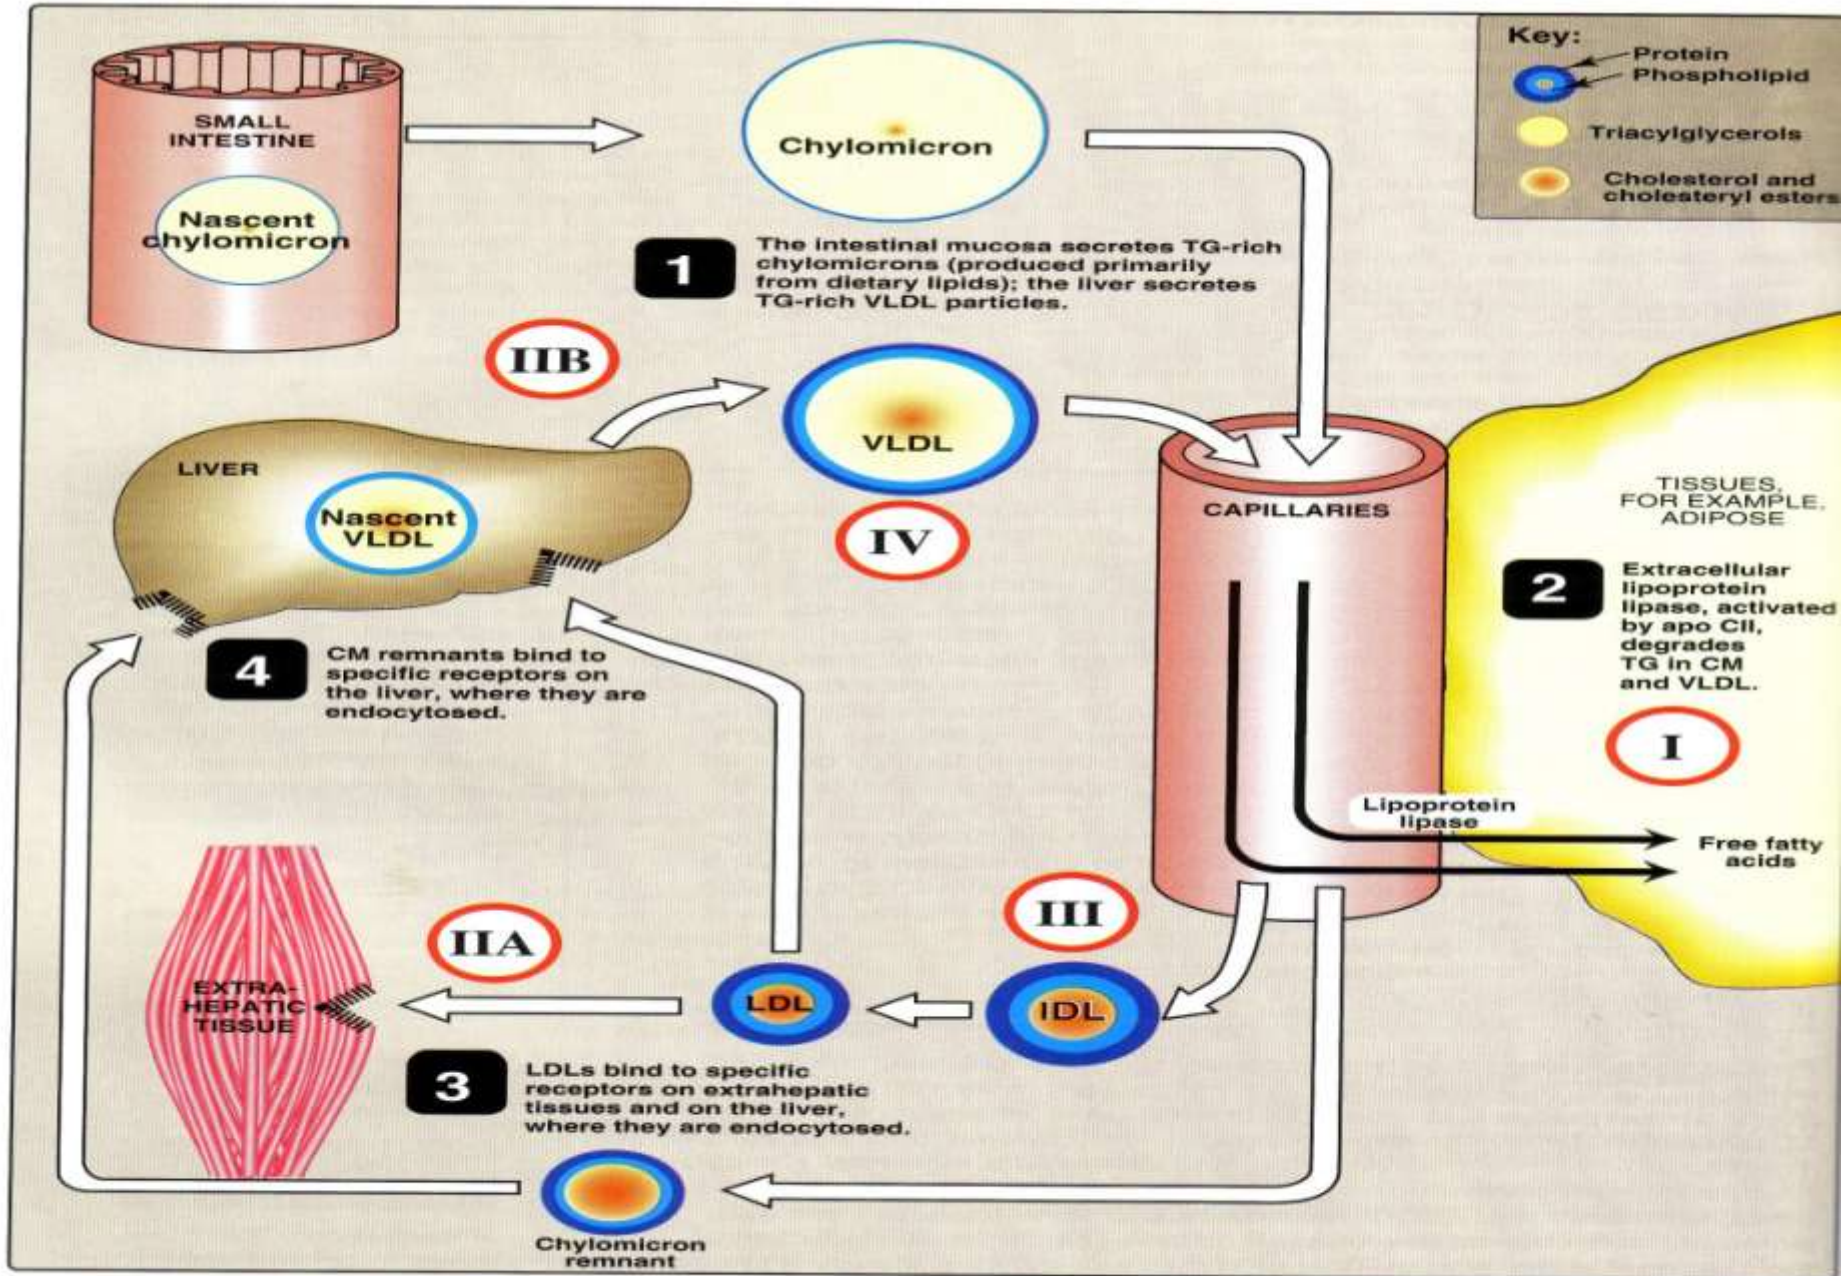 Key:
Protein
Phospholipid
Triacylglycerols
Cholesterol and
cholesteryl esters
SMALL
INTESTINE
Nascent
chylomicron
Chylomicron
1
The intestinal mucosa secretes TG-rich
chylomicrons (produced primarily
from dietary lipids); the liver secretes
TG-rich VLDL particles.
IIB
VLDL
IV
LIVER
Nascent
VLDL
CAPILLARIES
TISSUES,
FOR EXAMPLE,
ADIPOSE
2
Extracellular
lipoprotein
lipase, activated
by apo CII,
degrades
TG in CM
and VLDL.
I
4
CM remnants bind to
specific receptors on
the liver, where they are
endocytosed.
Lipoprotein
lipase
Free fatty
acids
III
IIA
EXTRA-
HEPATIC
TISSUE
LDL
IDL
3
LDLs bind to specific
receptors on extrahepatic
tissues and on the liver,
where they are endocytosed.
Chylomicron
remnant